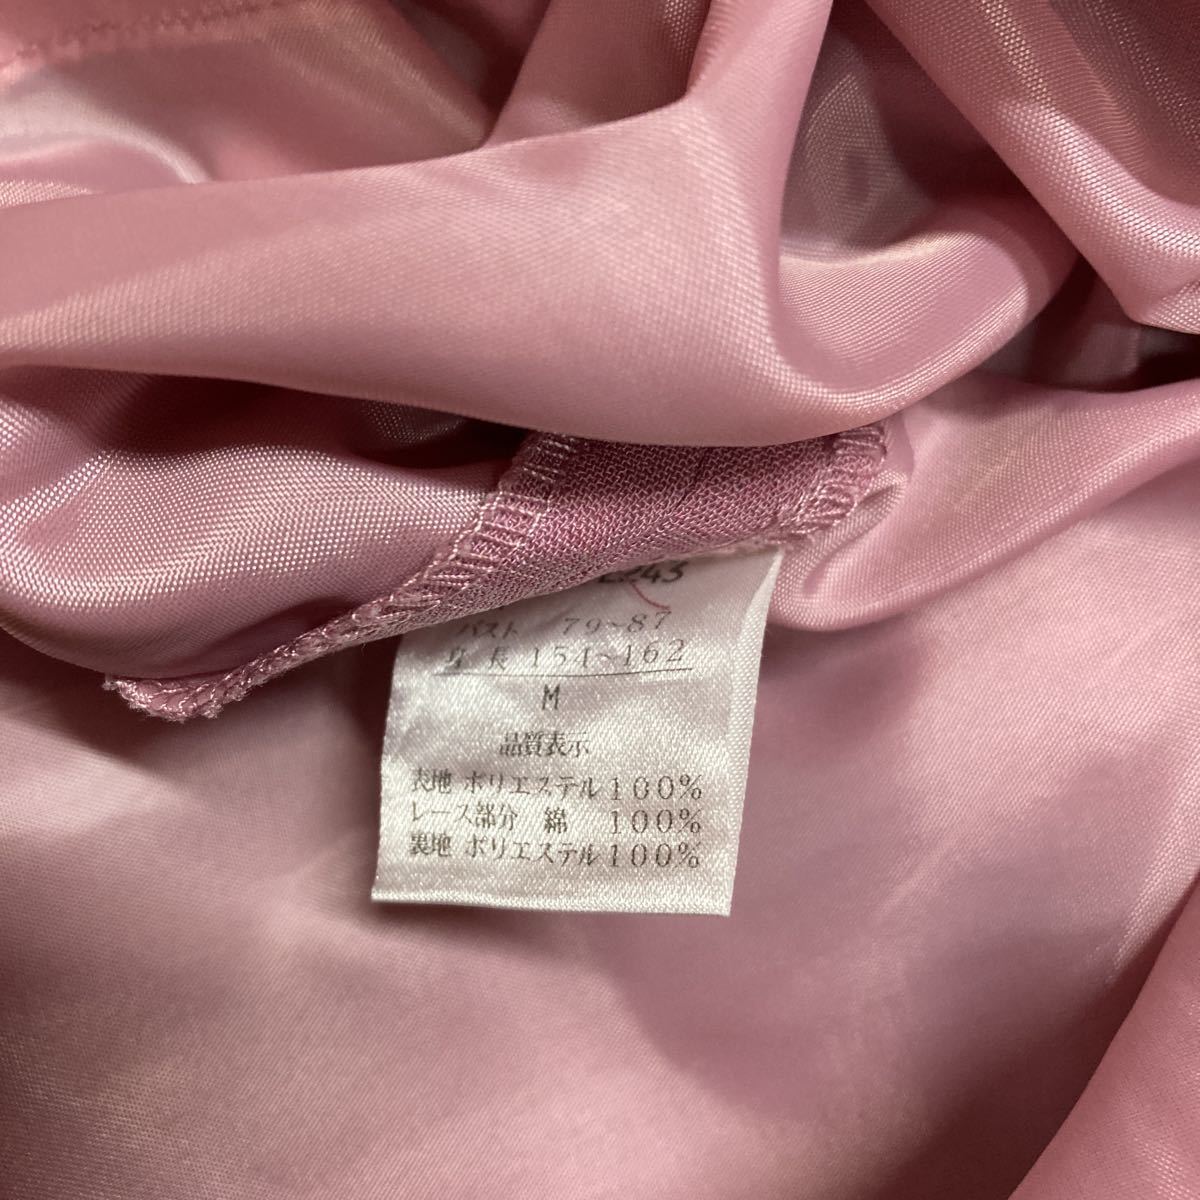 L243
バスト 79~87
身長 154~162
M
品質表示
表地 ポリエステル100%
レース部分 綿 100%
裏地 ポリエステル100%